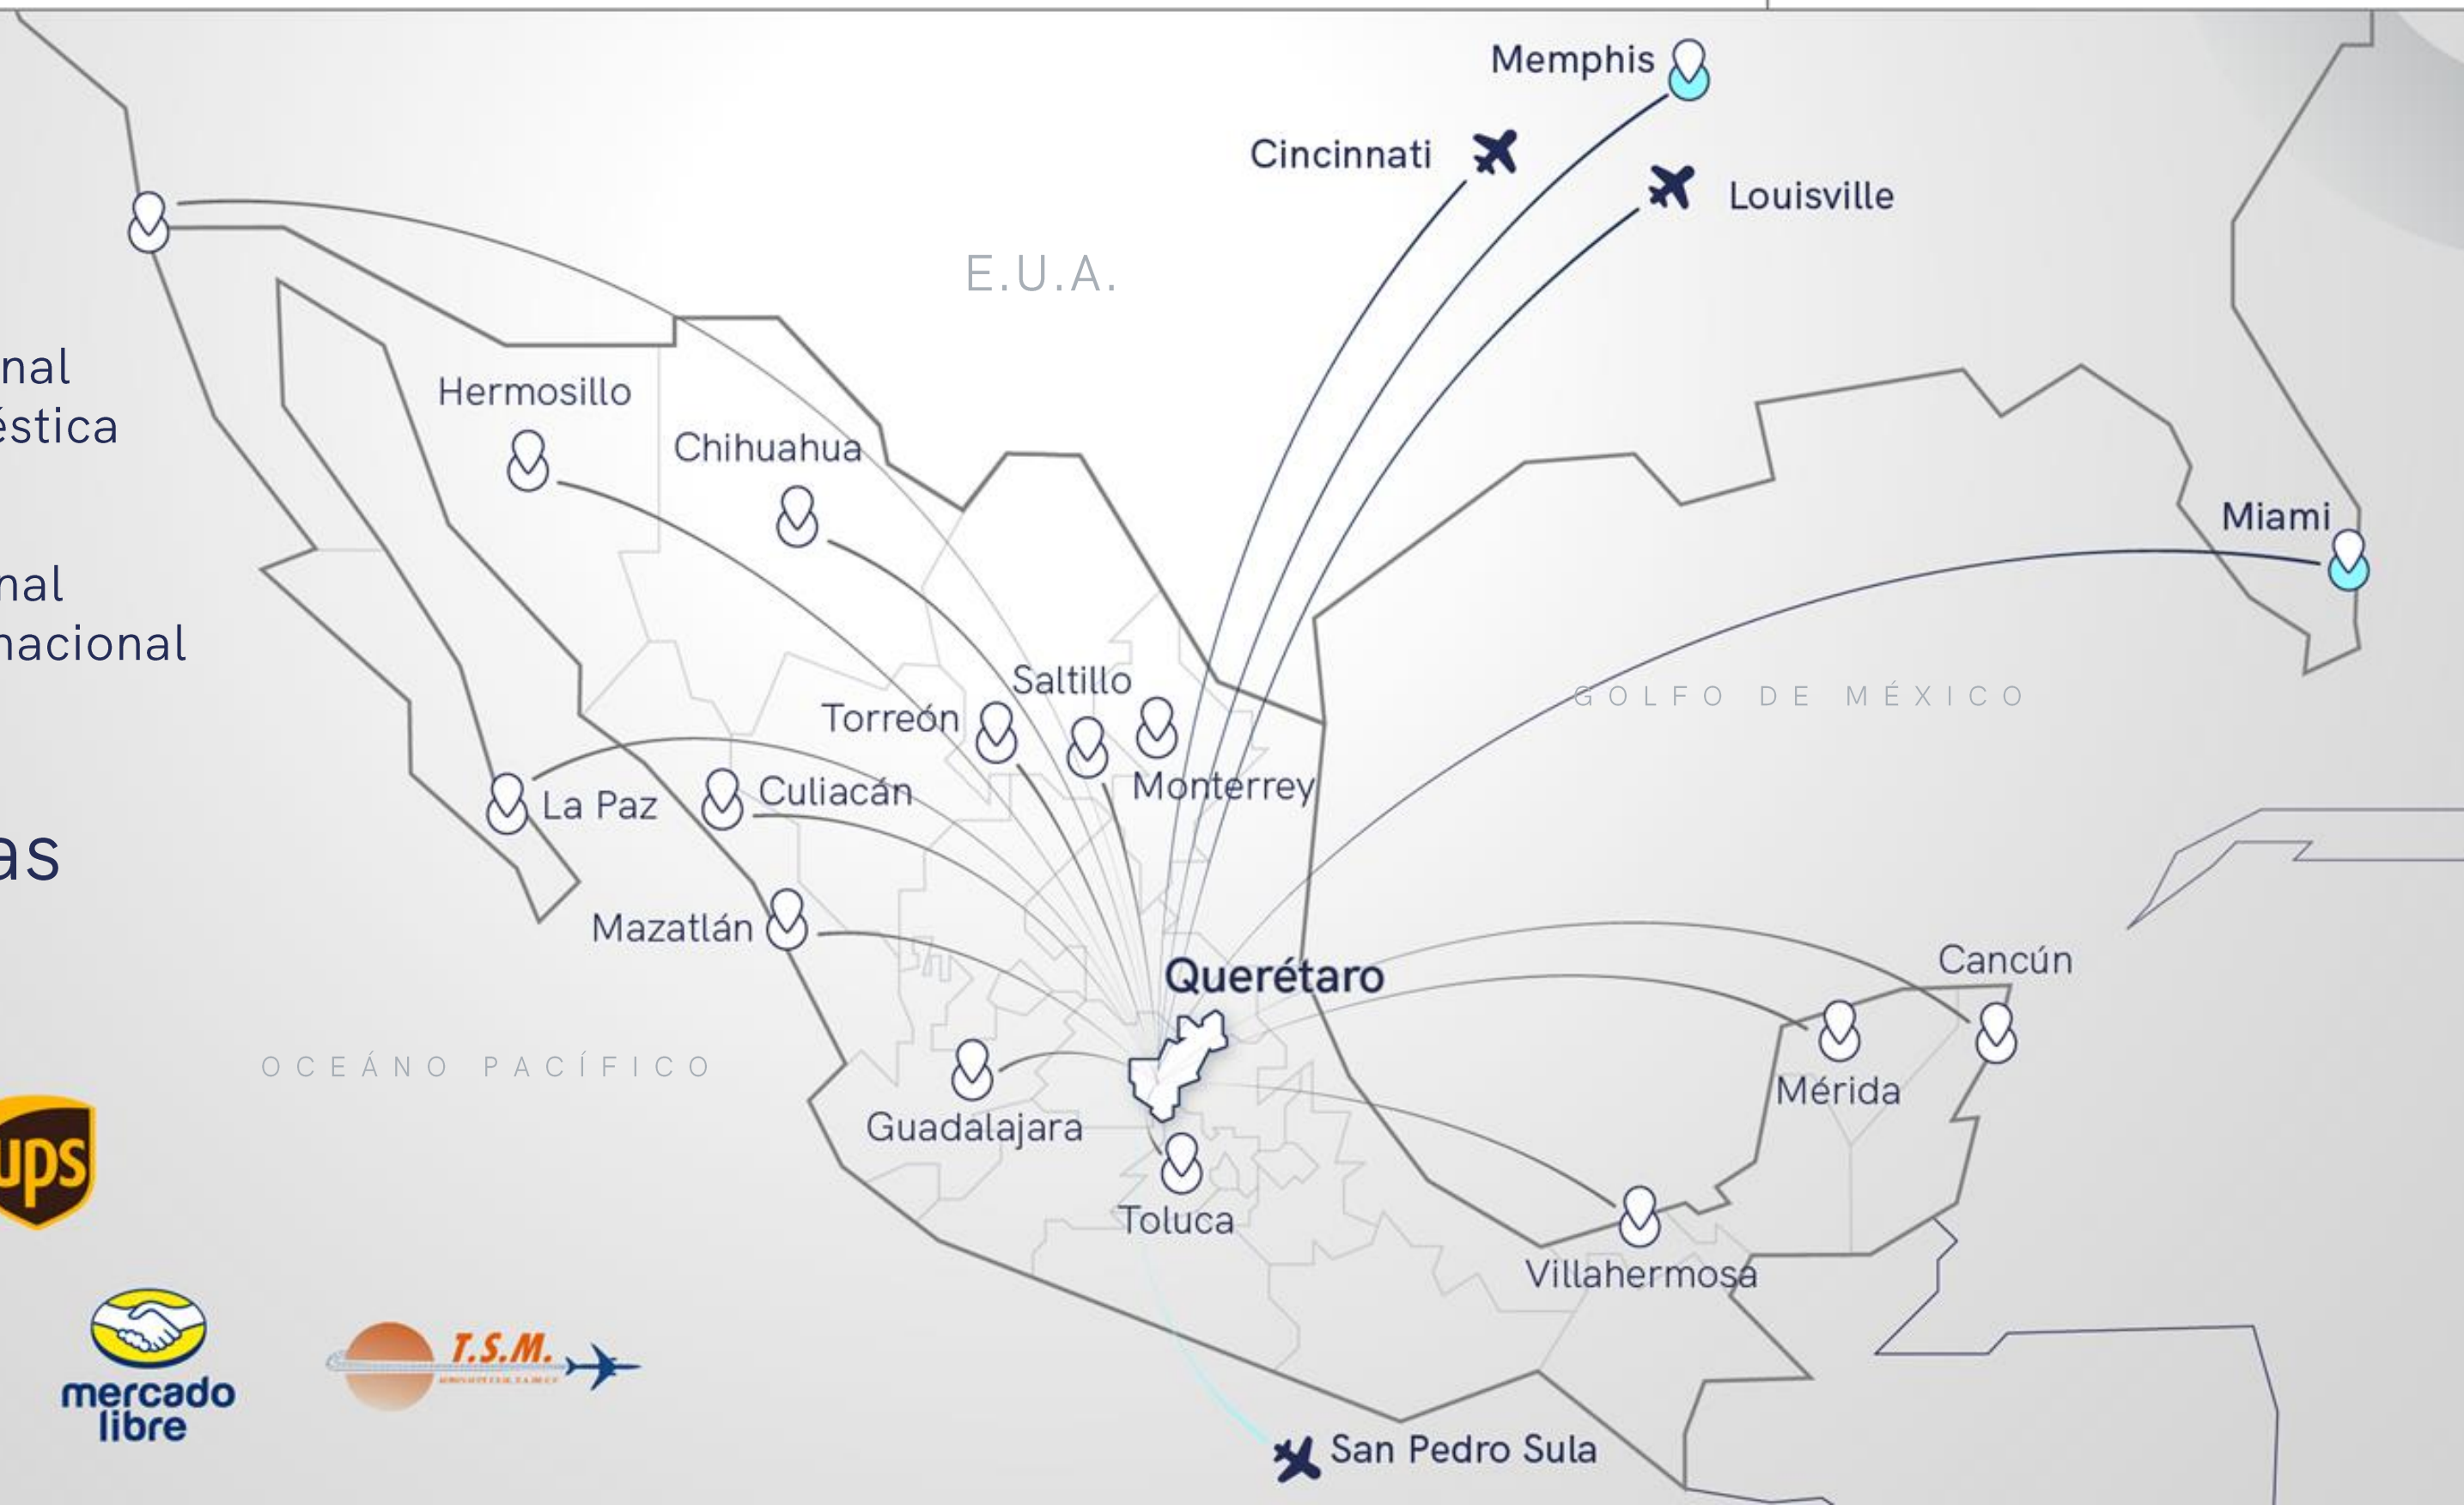 Memphis
Cincinnati
Louisville
E.U.A.
nal
éstica
Hermosillo
Chihuahua
Miami
nal
nacional
Saltillo
Torreón
GOLFO DE MÉXICO
Monterrey
Culiacán
La Paz
as
Mazatlán
Querétaro
Cancún
OCEÁNO PACÍFICO
Mérida
Guadalajara
ups
Toluca
Villahermosa
T.S.M.
mercado
libre
San Pedro Sula